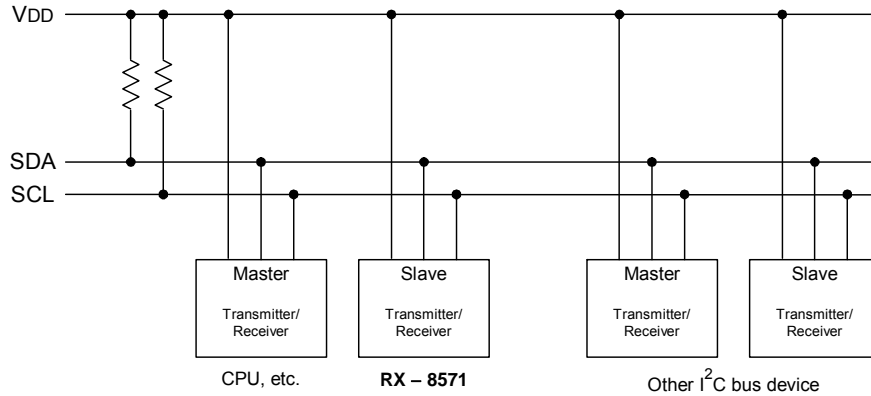 VDD
SDA
SCL
Master
Transmitter/
Receiver
CPU, etc.
Slave
Transmitter/
Receiver
RX – 8571
Master
Transmitter/
Receiver
Slave
Transmitter/
Receiver
Other I²C bus device